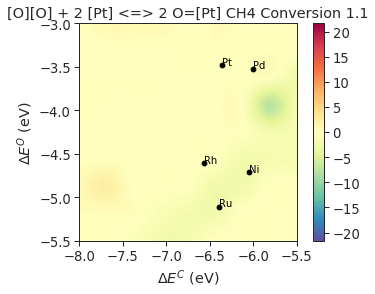 [O][O] + 2 [Pt] <=> 2 O=[Pt] CH4 Conversion 1.1
−3.0
−3.5
−4.0
−4.5
−5.0
−5.5
ΔE^O (eV)
Pt
Pd
Rh
Ni
Ru
−8.0 −7.5 −7.0 −6.5 −6.0 −5.5
ΔE^C (eV)
20
15
10
5
0
−5
−10
−15
−20